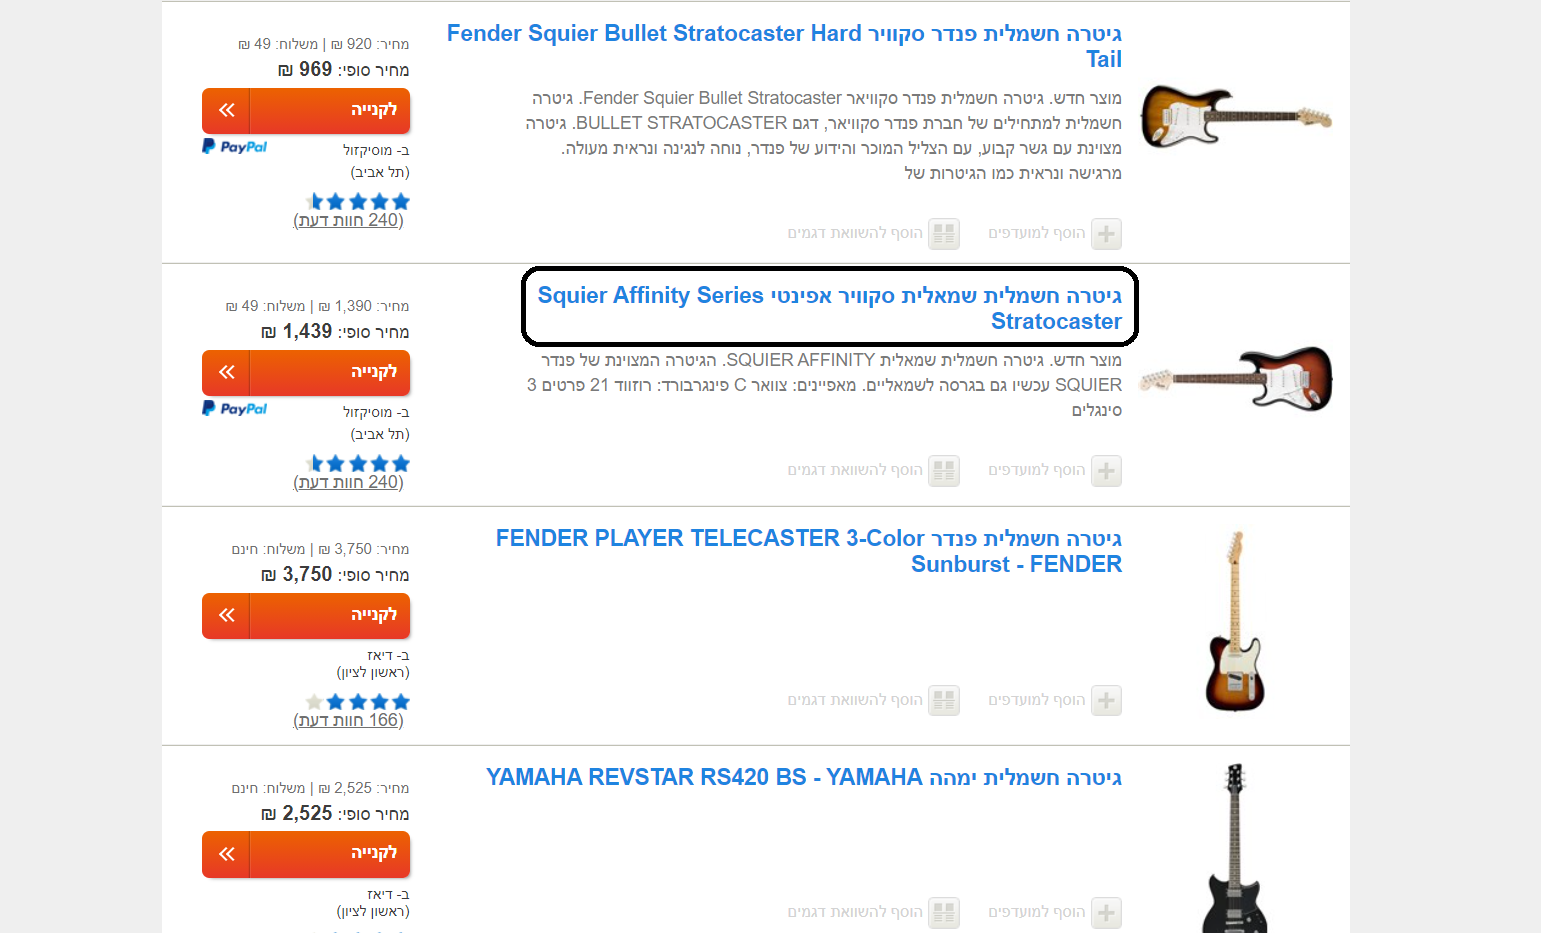 גיטרה חשמלית פנדר סקוויר Fender Squier Bullet Stratocaster Hard
Tail
מוצר חדש. גיטרה חשמלית פנדר סקוויאר Fender Squier Bullet Stratocaster. גיטרה
חשמלית למתחילים של חברת פנדר סקוויאר, דגם BULLET STRATOCASTER. גיטרה
מצוינת עם גשר קבוע, עם הצליל המוכר והידוע של פנדר, נוחה לנגינה ונראית מעולה.
מרגישה ונראית כמו הגיטרות של
הוסף למועדפים
הוסף להשוואת דגמים
מחיר: 920 ₪ | משלוח: 49 ₪
מחיר סופי: 969 ₪
לקנייה
PayPal
ב- מוסיקזול
(תל אביב)
(240 חוות דעת)
גיטרה חשמלית שמאלית סקוויר אפינטי Squier Affinity Series
Stratocaster
מוצר חדש. גיטרה חשמלית שמאלית SQUIER AFFINITY. הגיטרה המצוינת של פנדר
SQUIER עכשיו גם בגרסה לשמאליים. מאפיינים: צוואר C פינגרבורד: רוזווד 21 פרטים 3
סינגלים
הוסף למועדפים
הוסף להשוואת דגמים
מחיר: 1,390 ₪ | משלוח: 49 ₪
מחיר סופי: 1,439 ₪
לקנייה
PayPal
ב- מוסיקזול
(תל אביב)
(240 חוות דעת)
גיטרה חשמלית פנדר FENDER PLAYER TELECASTER 3-Color
Sunburst - FENDER
הוסף למועדפים
הוסף להשוואת דגמים
מחיר: 3,750 ₪ | משלוח: חינם
מחיר סופי: 3,750 ₪
לקנייה
ב- דיאז
(ראשון לציון)
(166 חוות דעת)
גיטרה חשמלית ימהה YAMAHA REVSTAR RS420 BS - YAMAHA
הוסף למועדפים
הוסף להשוואת דגמים
מחיר: 2,525 ₪ | משלוח: חינם
מחיר סופי: 2,525 ₪
לקנייה
ב- דיאז
(ראשון לציון)